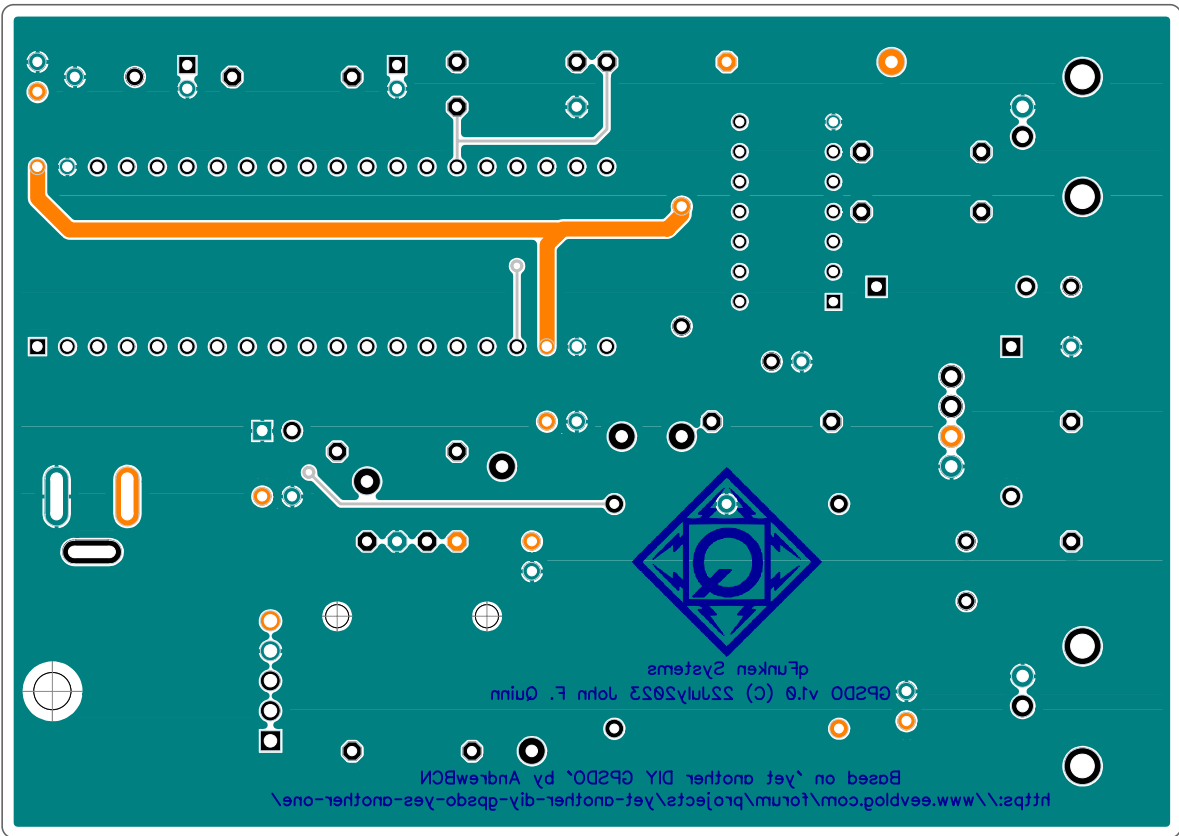 Q
qFunken Systems
GPSDO v1.0 (C) 22July2023 John F. Quinn
Based on 'yet another DIY GPSDO' by AndrewBCN
https://www.eevblog.com/forum/projects/yet-another-diy-gpsdo-yes-another-one/